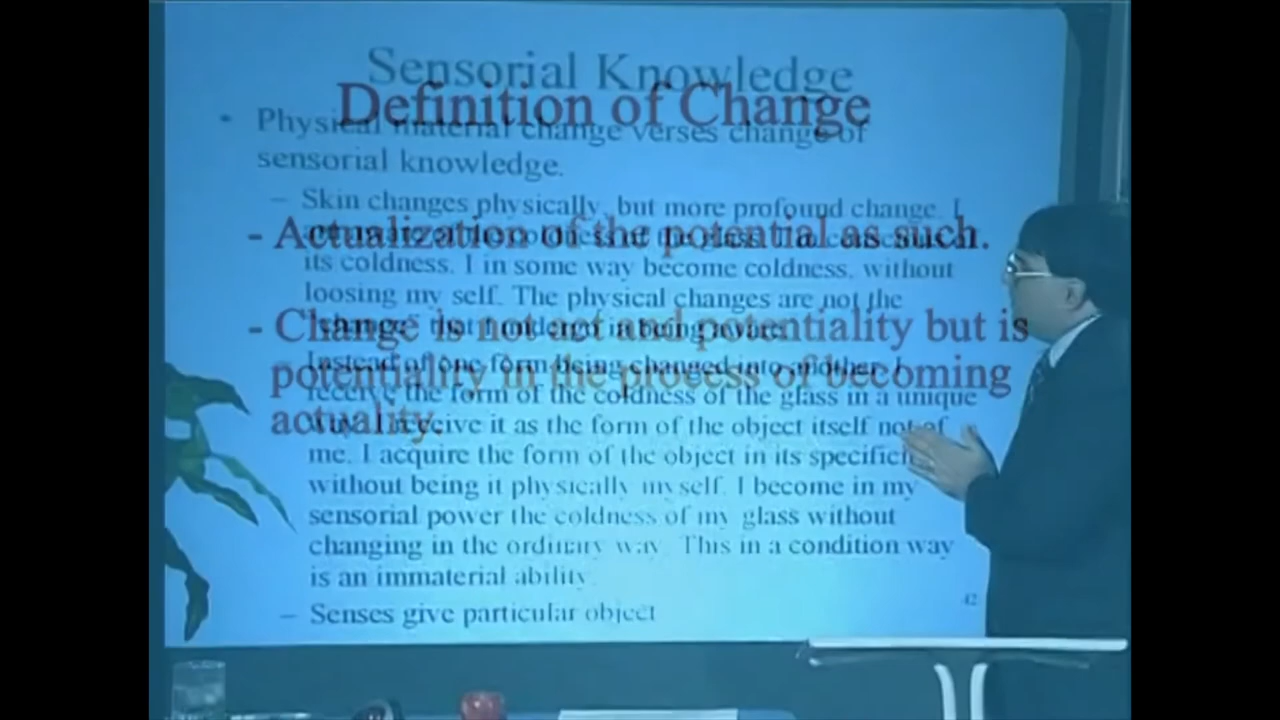 Sensorial Knowledge
Definition of Change
• Physical material change verses change of
sensorial knowledge.
– Skin changes physically, but more profound change. I
- Actualization of the potential as such.
its coldness. I in some way become coldness, without
loosing my self. The physical changes are not the
- Change is not act and potentiality but is
Instead of one form being changed into another I
potentiality in the process of becoming
receive the form of the coldness of the glass in a unique
actuality.
receive it as the form of the object itself not of
me. I acquire the form of the object in its
without being it physically my self. I become in my
sensorial power the coldness of my glass without
changing in the ordinary way. This in a condition way
is an immaterial ability
– Senses give particular object
42